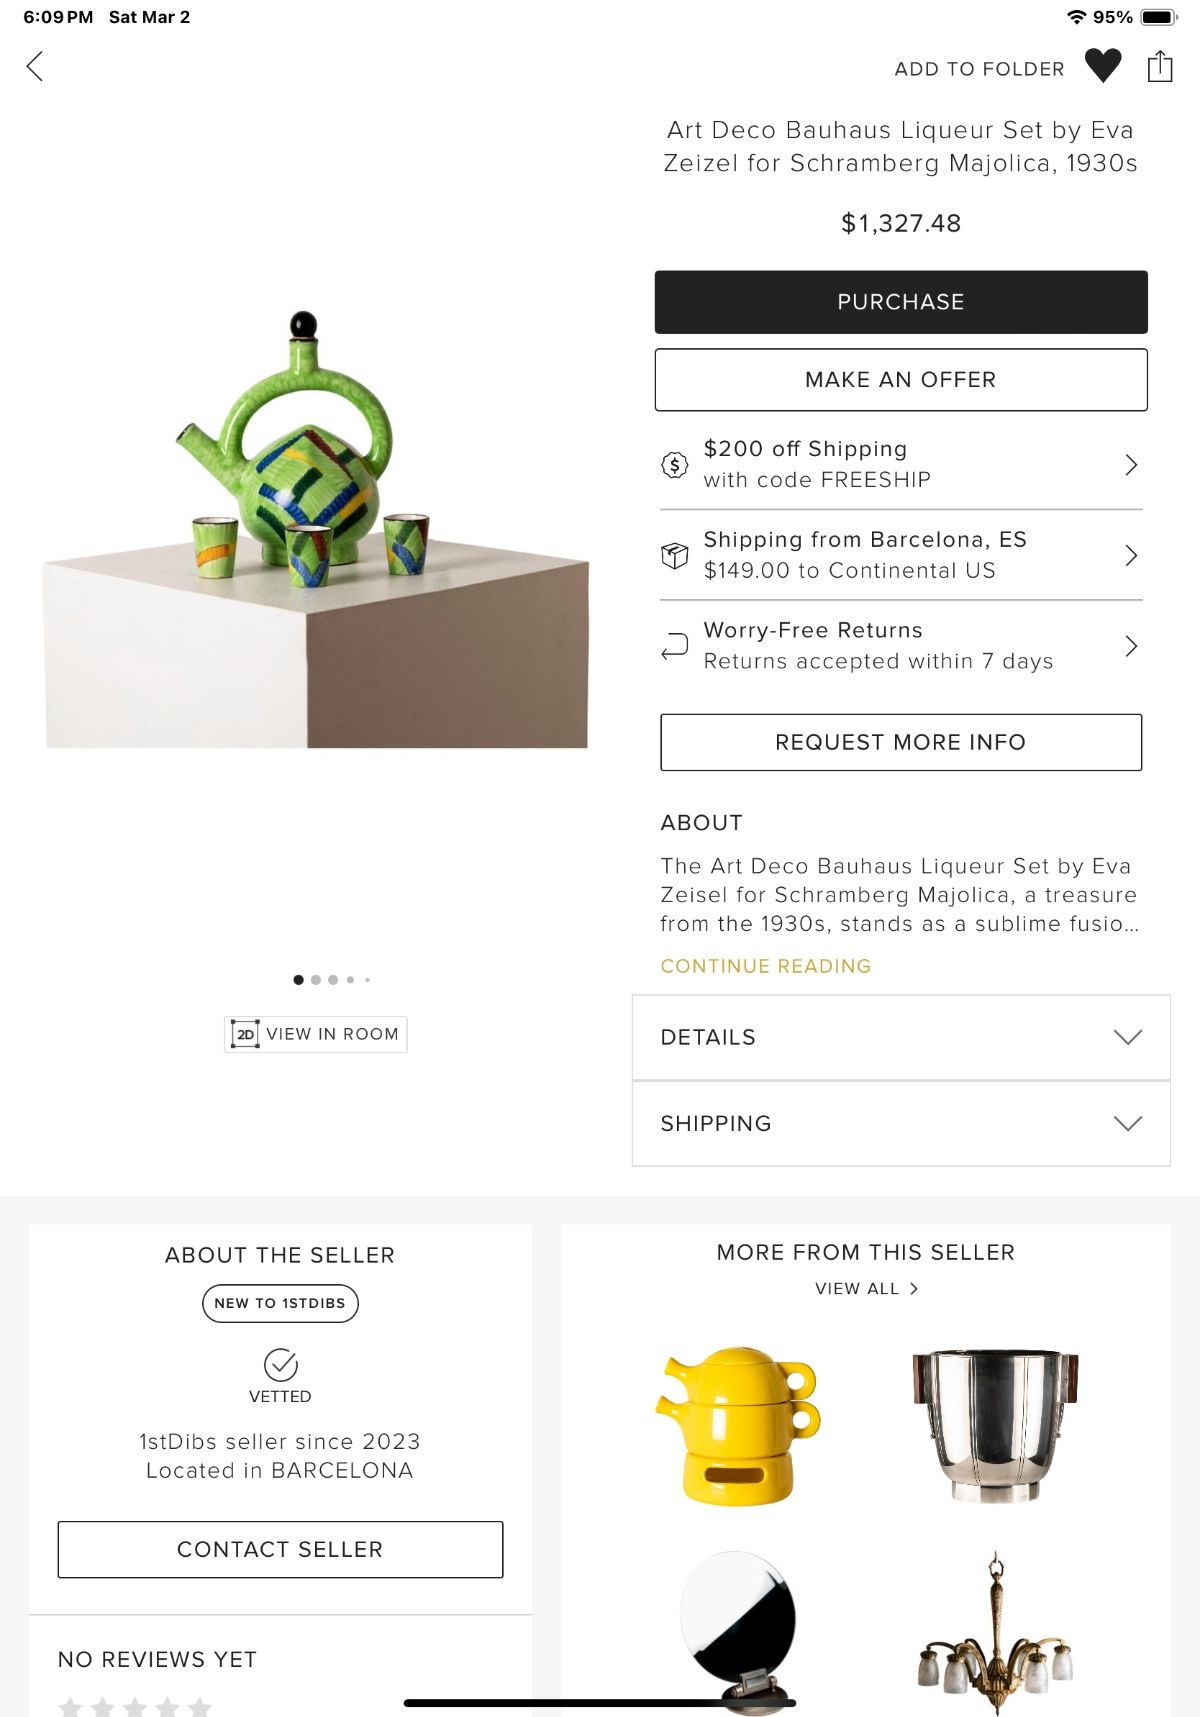 6:09 PM Sat Mar 2
95%
ADD TO FOLDER
Art Deco Bauhaus Liqueur Set by Eva
Zeizel for Schramberg Majolica, 1930s
$1,327.48
PURCHASE
MAKE AN OFFER
$200 off Shipping
with code FREESHIP
Shipping from Barcelona, ES
$149.00 to Continental US
Worry-Free Returns
Returns accepted within 7 days
REQUEST MORE INFO
ABOUT
The Art Deco Bauhaus Liqueur Set by Eva
Zeisel for Schramberg Majolica, a treasure
from the 1930s, stands as a sublime fusio...
CONTINUE READING
2D VIEW IN ROOM
DETAILS
SHIPPING
ABOUT THE SELLER
NEW TO 1STDIBS
VETTED
1stDibs seller since 2023
Located in BARCELONA
CONTACT SELLER
NO REVIEWS YET
MORE FROM THIS SELLER
VIEW ALL >